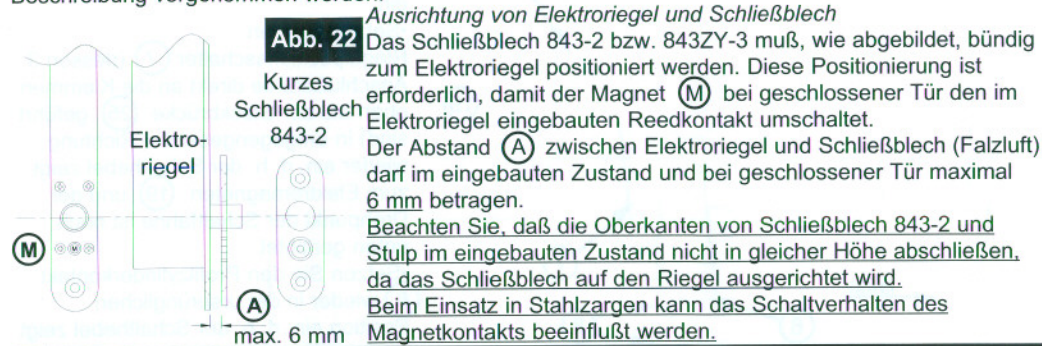 Beschreibung vorgenommen werden.
Abb. 22
Kurzes
Schließblech
843-2
Elektro-
riegel
M
M
A
max. 6 mm
Ausrichtung von Elektroriegel und Schließblech
Das Schließblech 843-2 bzw. 843ZY-3 muß, wie abgebildet, bündig
zum Elektroriegel positioniert werden. Diese Positionierung ist
erforderlich, damit der Magnet M bei geschlossener Tür den im
Elektroriegel eingebauten Reedkontakt umschaltet.
Der Abstand A zwischen Elektroriegel und Schließblech (Falzluft)
darf im eingebauten Zustand und bei geschlossener Tür maximal
6 mm betragen.
Beachten Sie, daß die Oberkanten von Schließblech 843-2 und
Stulp im eingebauten Zustand nicht in gleicher Höhe abschließen,
da das Schließblech auf den Riegel ausgerichtet wird.
Beim Einsatz in Stahlzargen kann das Schaltverhalten des
Magnetkontakts beeinflußt werden.